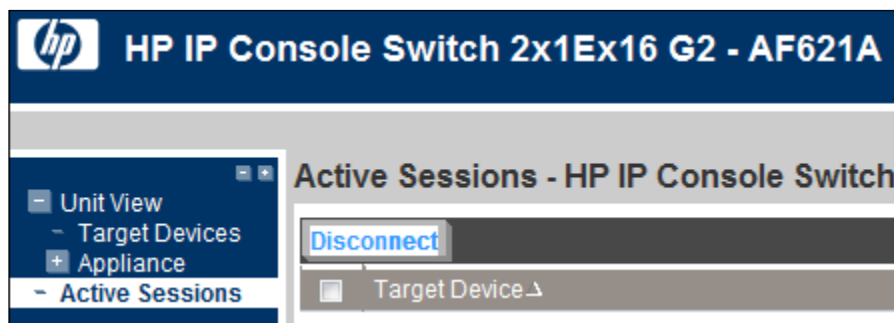 hp
HP IP Console Switch 2x1Ex16 G2 - AF621A
Unit View
Target Devices
Appliance
Active Sessions
Active Sessions - HP IP Console Switch
Disconnect
Target Device